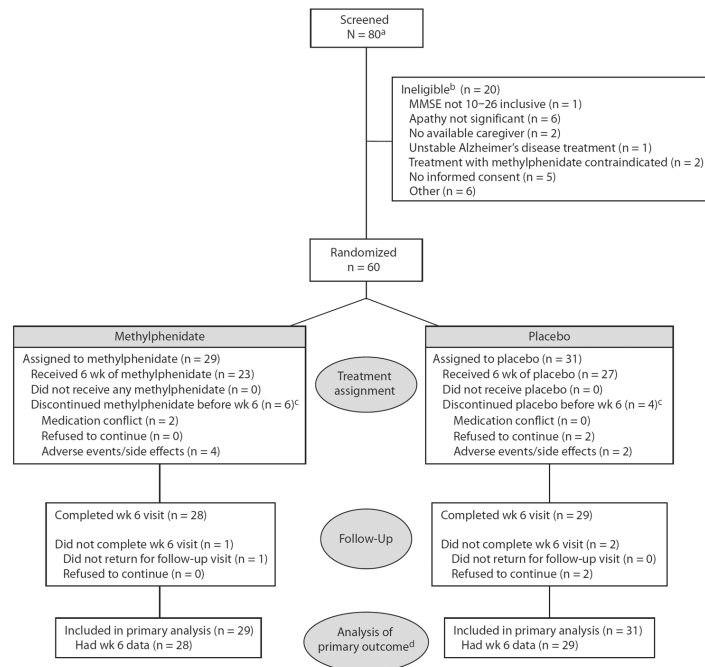 Screened
N = 80a
Ineligibleb (n = 20)
MMSE not 10–26 inclusive (n = 1)
Apathy not significant (n = 6)
No available caregiver (n = 2)
Unstable Alzheimer's disease treatment (n = 1)
Treatment with methylphenidate contraindicated (n = 2)
No informed consent (n = 5)
Other (n = 6)
Randomized
n = 60
Methylphenidate
Assigned to methylphenidate (n = 29)
Received 6 wk of methylphenidate (n = 23)
Did not receive any methylphenidate (n = 0)
Discontinued methylphenidate before wk 6 (n = 6)c
Medication conflict (n = 2)
Refused to continue (n = 0)
Adverse events/side effects (n = 4)
Treatment
assignment
Placebo
Assigned to placebo (n = 31)
Received 6 wk of placebo (n = 27)
Did not receive placebo (n = 0)
Discontinued placebo before wk 6 (n = 4)c
Medication conflict (n = 0)
Refused to continue (n = 2)
Adverse events/side effects (n = 2)
Completed wk 6 visit (n = 28)
Did not complete wk 6 visit (n = 1)
Did not return for follow-up visit (n = 1)
Refused to continue (n = 0)
Follow-Up
Completed wk 6 visit (n = 29)
Did not complete wk 6 visit (n = 2)
Did not return for follow-up visit (n = 0)
Refused to continue (n = 2)
Included in primary analysis (n = 29)
Had wk 6 data (n = 28)
Analysis of
primary outcomed
Included in primary analysis (n = 31)
Had wk 6 data (n = 29)